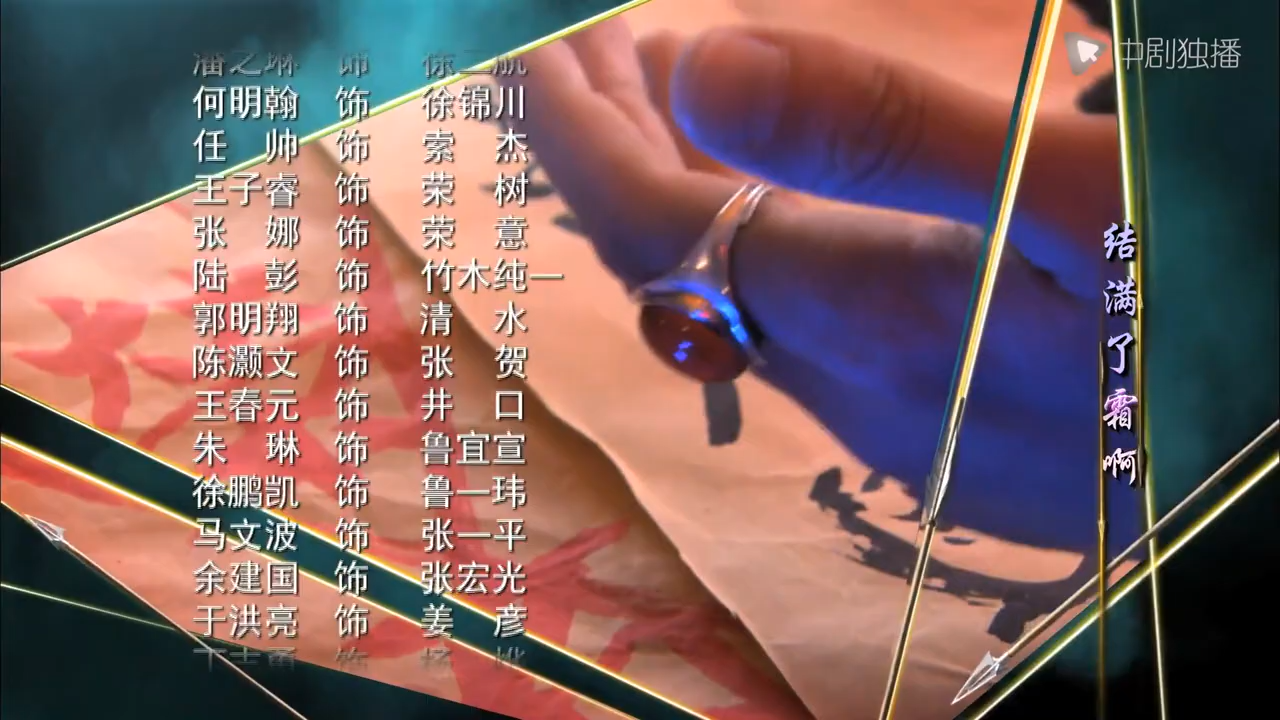 中剧独播
何明翰 饰 徐锦川
任 帅 饰 索 杰
王子睿 饰 荣 树
张 娜 饰 荣 意
陆 彭 饰 竹木纯一
郭明翔 饰 清 水
陈灏文 饰 张 贺
王春元 饰 井 口
朱 琳 饰 鲁宜宣
徐鹏凯 饰 鲁一玮
马文波 饰 张一平
余建国 饰 张宏光
于洪亮 饰 姜 彦
结满了霜啊